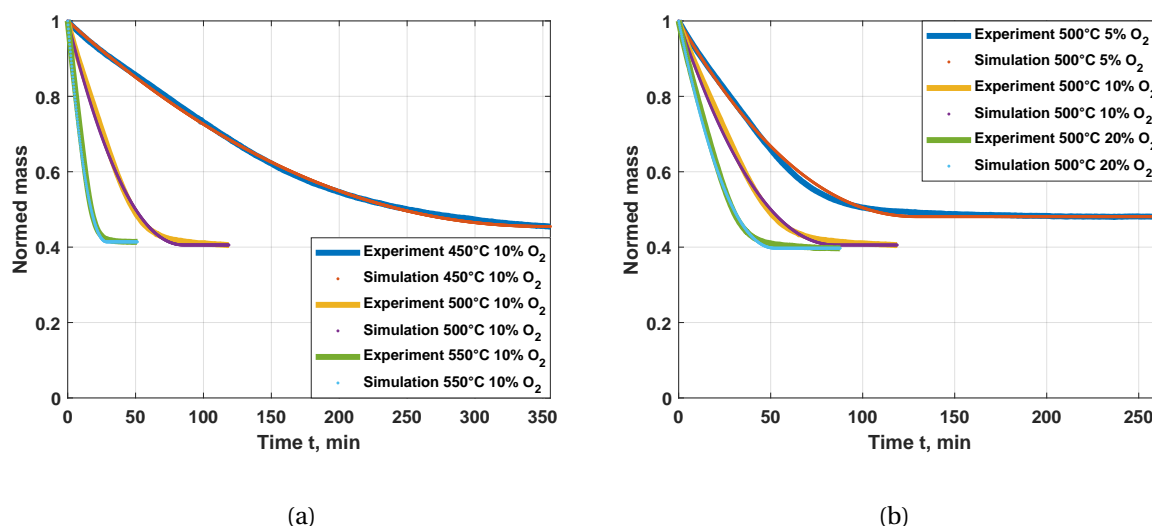 1
0.8
0.6
0.4
0.2
0
Normed mass
0 50 100 150 200 250 300 350
Time t, min
Experiment 450°C 10% O2
Simulation 450°C 10% O2
Experiment 500°C 10% O2
Simulation 500°C 10% O2
Experiment 550°C 10% O2
Simulation 550°C 10% O2
(a)
1
0.8
0.6
0.4
0.2
0
Normed mass
0 50 100 150 200 250
Time t, min
Experiment 500°C 5% O2
Simulation 500°C 5% O2
Experiment 500°C 10% O2
Simulation 500°C 10% O2
Experiment 500°C 20% O2
Simulation 500°C 20% O2
(b)